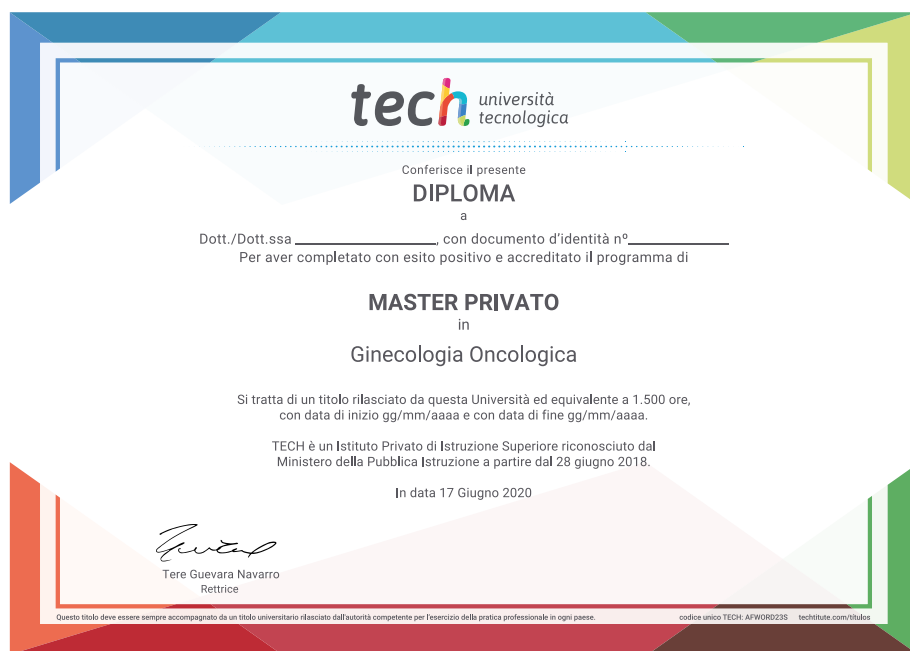 tech università
tecnologica
Conferisce il presente
DIPLOMA
a
Dott./Dott.ssa ________________, con documento d'identità nº____________
Per aver completato con esito positivo e accreditato il programma di
MASTER PRIVATO
in
Ginecologia Oncologica
Si tratta di un titolo rilasciato da questa Università ed equivalente a 1.500 ore,
con data di inizio gg/mm/aaaa e con data di fine gg/mm/aaaa.
TECH è un Istituto Privato di Istruzione Superiore riconosciuto dal
Ministero della Pubblica Istruzione a partire dal 28 giugno 2018.
In data 17 Giugno 2020
Tere Guevara Navarro
Rettrice
Questo titolo deve essere sempre accompagnato da un titolo universitario rilasciato dall'autorità competente per l'esercizio della pratica professionale in ogni paese. codice unico TECH: AFWORD23S techtitute.com/titulos